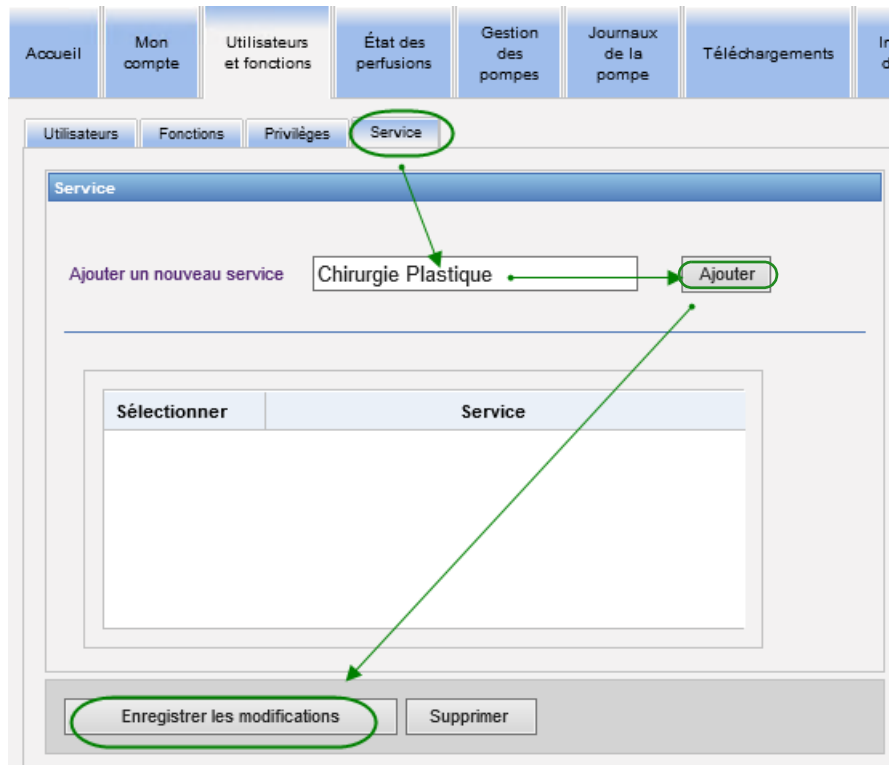 Accueil
Mon
compte
Utilisateurs
et fonctions
État des
perfusions
Gestion
des
pompes
Journaux
de la
pompe
Téléchargements
Utilisateurs
Fonctions
Privilèges
Service
Service
Ajouter un nouveau service
Chirurgie Plastique
Ajouter
Sélectionner
Service
Enregistrer les modifications
Supprimer